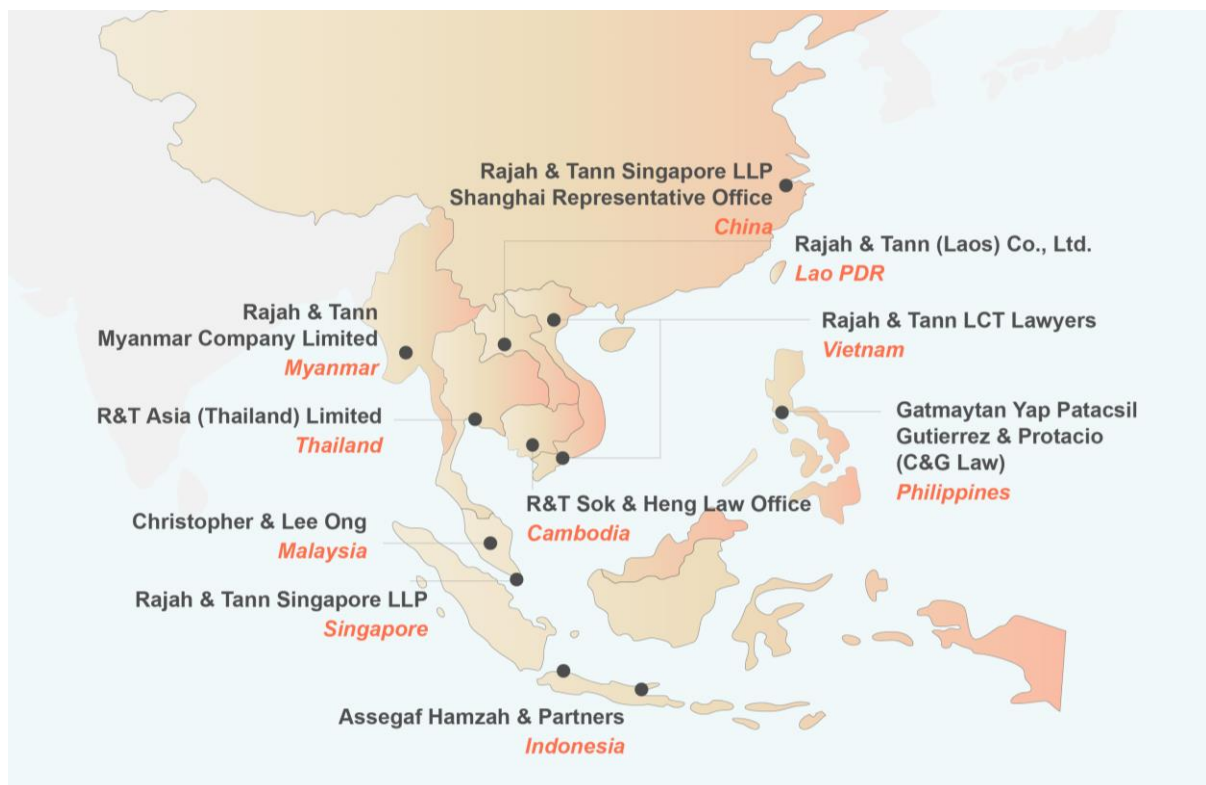 Rajah & Tann Singapore LLP
Shanghai Representative Office
China
Rajah & Tann (Laos) Co., Ltd.
Lao PDR
Rajah & Tann
Myanmar Company Limited
Myanmar
Rajah & Tann LCT Lawyers
Vietnam
R&T Asia (Thailand) Limited
Thailand
Gatmaytan Yap Patacsil
Gutierrez & Protacio
(C&G Law)
Philippines
R&T Sok & Heng Law Office
Cambodia
Christopher & Lee Ong
Malaysia
Rajah & Tann Singapore LLP
Singapore
Assegaf Hamzah & Partners
Indonesia